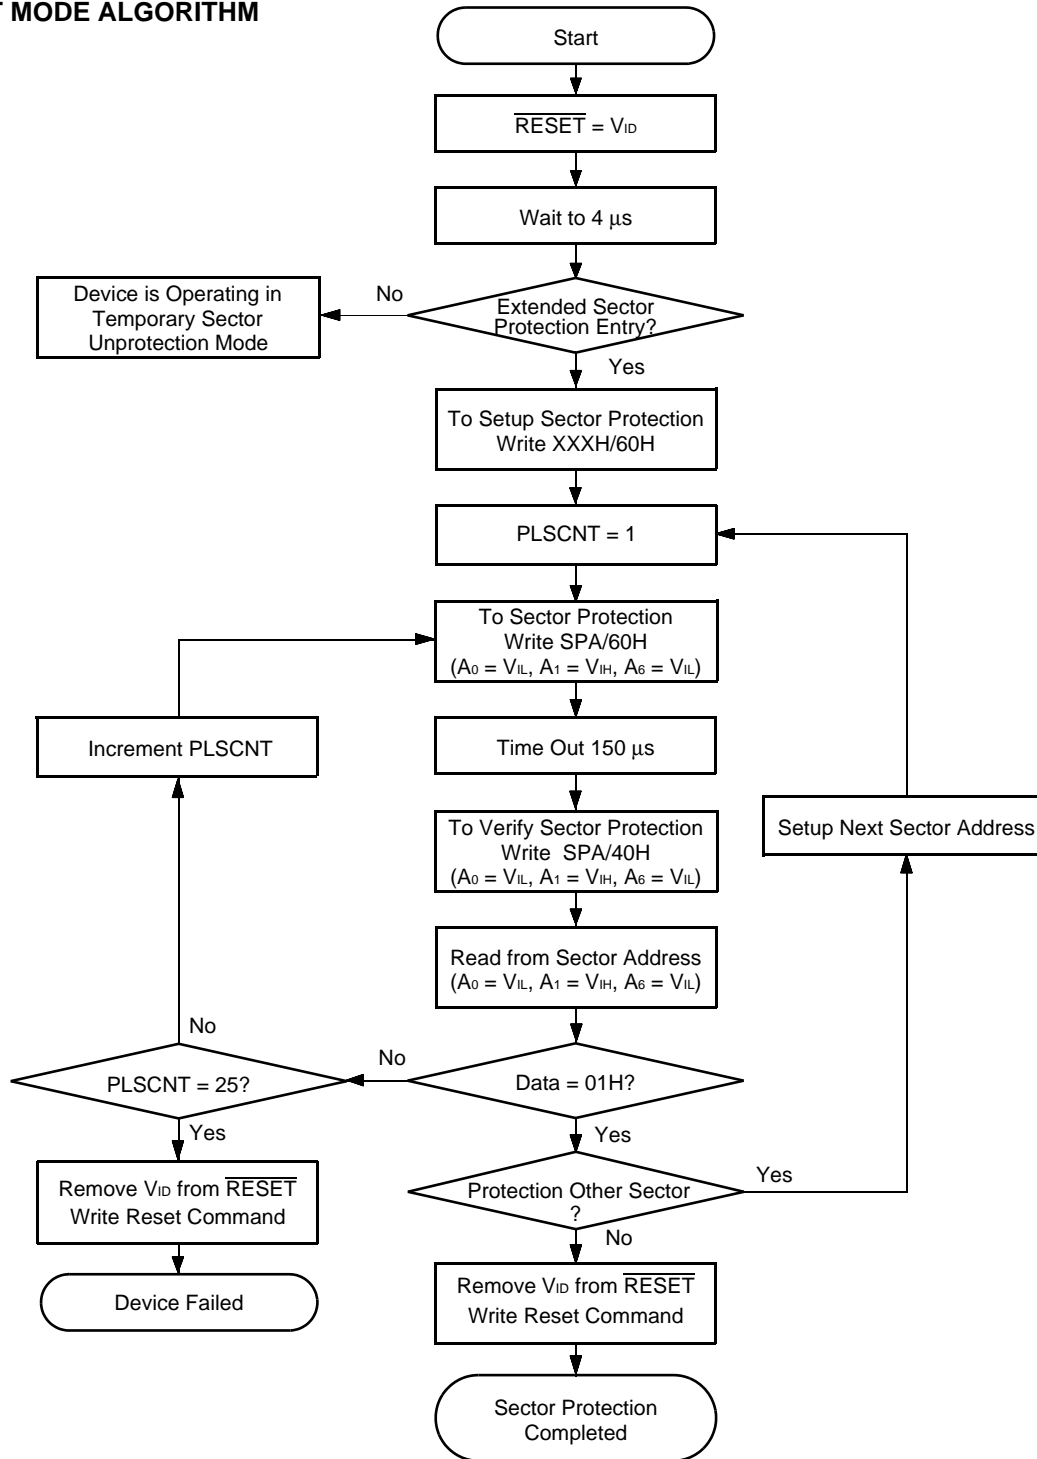 MODE ALGORITHM
Start
RESET = VID
Wait to 4 μs
Extended Sector
Protection Entry?
No
Device is Operating in
Temporary Sector
Unprotection Mode
Yes
To Setup Sector Protection
Write XXXH/60H
PLSCNT = 1
To Sector Protection
Write SPA/60H
(A0 = VIL, A1 = VIH, A6 = VIL)
Increment PLSCNT
Time Out 150 μs
To Verify Sector Protection
Write SPA/40H
(A0 = VIL, A1 = VIH, A6 = VIL)
Setup Next Sector Address
Read from Sector Address
(A0 = VIL, A1 = VIH, A6 = VIL)
No
No
PLSCNT = 25?
Data = 01H?
Yes
Yes
Remove VID from RESET
Write Reset Command
Protection Other Sector
?
Yes
No
Device Failed
Remove VID from RESET
Write Reset Command
Sector Protection
Completed